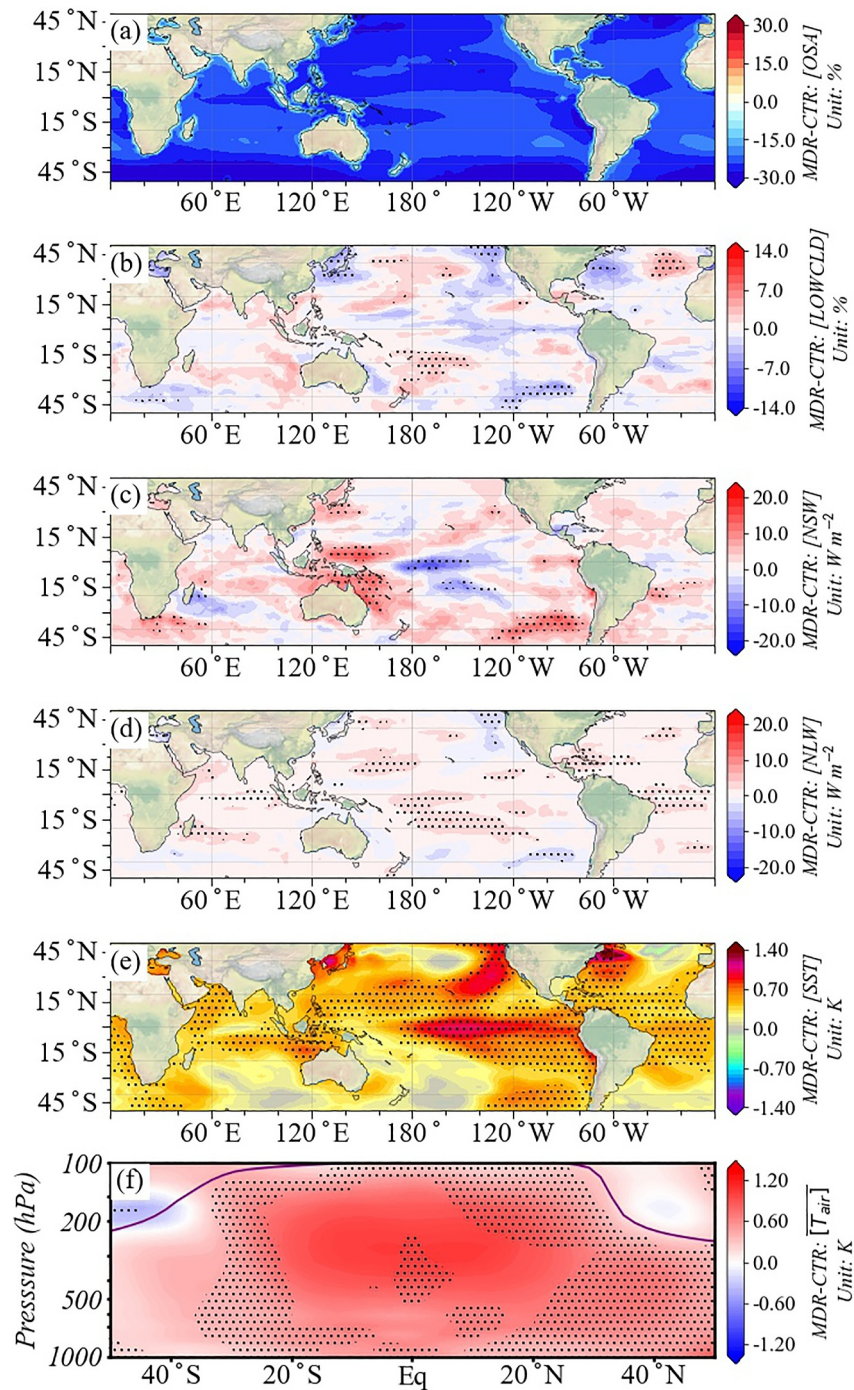 (a)
45°N
15°N
15°S
45°S
60°E 120°E 180° 120°W 60°W
30.0
15.0
0.0
-15.0
-30.0
MDR-CTR: [OSA]
Unit: %
(b)
45°N
15°N
15°S
45°S
60°E 120°E 180° 120°W 60°W
14.0
7.0
0.0
-7.0
-14.0
MDR-CTR: [LOWCLD]
Unit: %
(c)
45°N
15°N
15°S
45°S
60°E 120°E 180° 120°W 60°W
20.0
10.0
0.0
-10.0
-20.0
MDR-CTR: [NSW]
Unit: W m⁻²
(d)
45°N
15°N
15°S
45°S
60°E 120°E 180° 120°W 60°W
20.0
10.0
0.0
-10.0
-20.0
MDR-CTR: [NLW]
Unit: W m⁻²
(e)
45°N
15°N
15°S
45°S
60°E 120°E 180° 120°W 60°W
1.40
0.70
0.0
-0.70
-1.40
MDR-CTR: [SST]
Unit: K
(f)
Presssure (hPa)
100
200
500
1000
40°S 20°S Eq 20°N 40°N
1.20
0.60
0.0
-0.60
-1.20
MDR-CTR: [T_air]
Unit: K